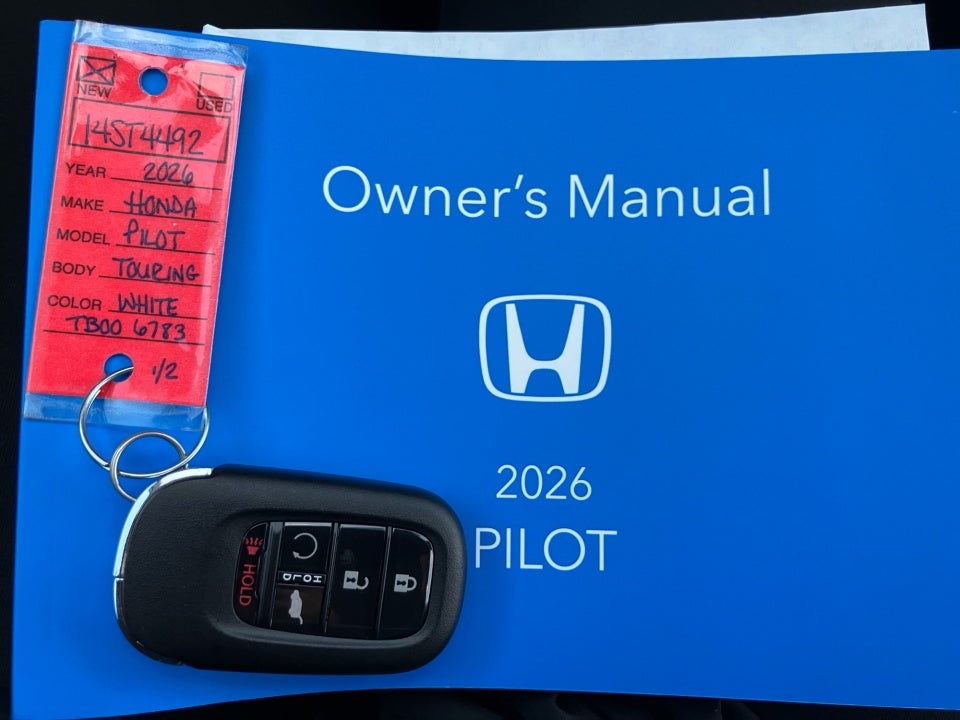 NEW
USED
14ST4492
YEAR 2026
MAKE HONDA
MODEL PILOT
BODY TOURING
COLOR WHITE
TB00 6783
1/2
Owner's Manual
2026
PILOT
HOLD
HOLD